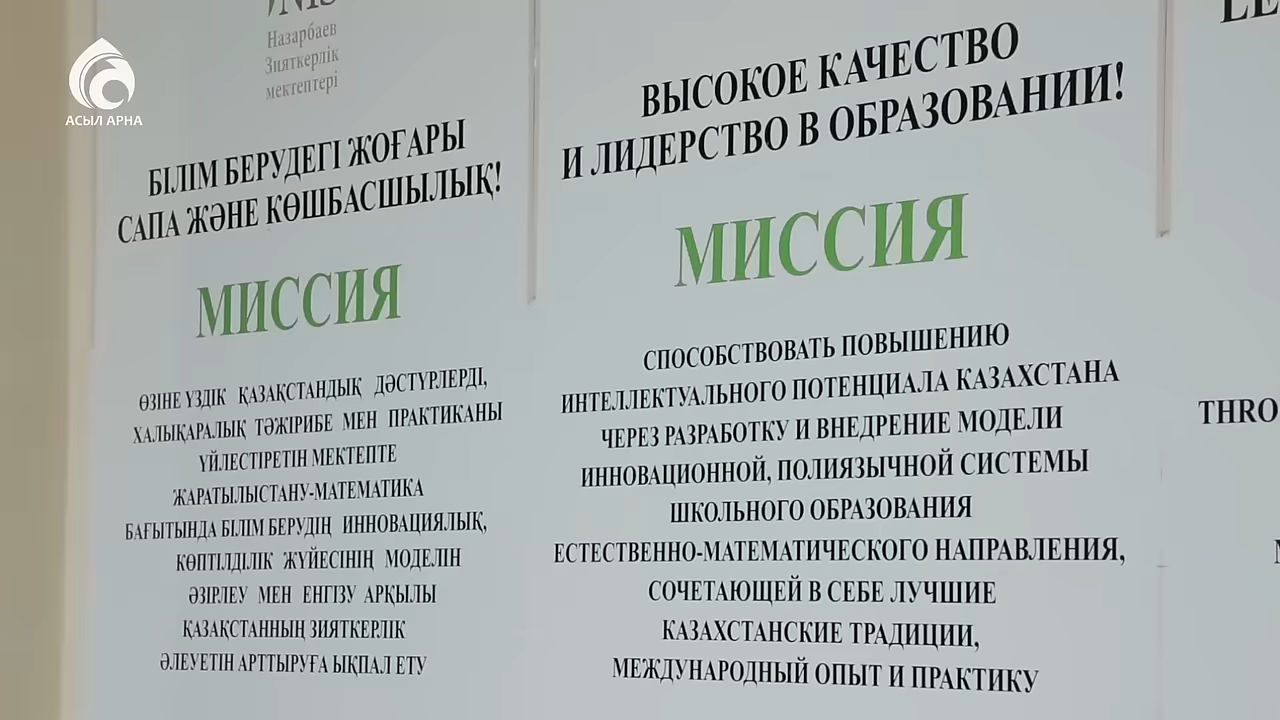 АСЫЛ АРНА
NIS
Назарбаев
Зияткерлік
мектептері
БІЛІМ БЕРУДЕГІ ЖОҒАРЫ
САПА ЖӘНЕ КӨШБАСШЫЛЫҚ!
МИССИЯ
ӨЗІНЕ ҮЗДІК ҚАЗАҚСТАНДЫҚ ДӘСТҮРЛЕРДІ,
ХАЛЫҚАРАЛЫҚ ТӘЖІРИБЕ МЕН ПРАКТИКАНЫ
ҮЙЛЕСТІРЕТІН МЕКТЕПТЕ
ЖАРАТЫЛЫСТАНУ-МАТЕМАТИКА
БАҒЫТЫНДА БІЛІМ БЕРУДІҢ ИННОВАЦИЯЛЫҚ,
КӨПТІЛДІЛІК ЖҮЙЕСІНІҢ МОДЕЛІН
ӘЗІРЛЕУ МЕН ЕНГІЗУ АРҚЫЛЫ
ҚАЗАҚСТАННЫҢ ЗИЯТКЕРЛІК
ӘЛЕУЕТІН АРТТЫРУҒА ЫҚПАЛ ЕТУ
ВЫСОКОЕ КАЧЕСТВО
И ЛИДЕРСТВО В ОБРАЗОВАНИИ!
МИССИЯ
СПОСОБСТВОВАТЬ ПОВЫШЕНИЮ
ИНТЕЛЛЕКТУАЛЬНОГО ПОТЕНЦИАЛА КАЗАХСТАНА
ЧЕРЕЗ РАЗРАБОТКУ И ВНЕДРЕНИЕ МОДЕЛИ
ИННОВАЦИОННОЙ, ПОЛИЯЗЫЧНОЙ СИСТЕМЫ
ШКОЛЬНОГО ОБРАЗОВАНИЯ
ЕСТЕСТВЕННО-МАТЕМАТИЧЕСКОГО НАПРАВЛЕНИЯ,
СОЧЕТАЮЩЕЙ В СЕБЕ ЛУЧШИЕ
КАЗАХСТАНСКИЕ ТРАДИЦИИ,
МЕЖДУНАРОДНЫЙ ОПЫТ И ПРАКТИКУ
LE
THRO